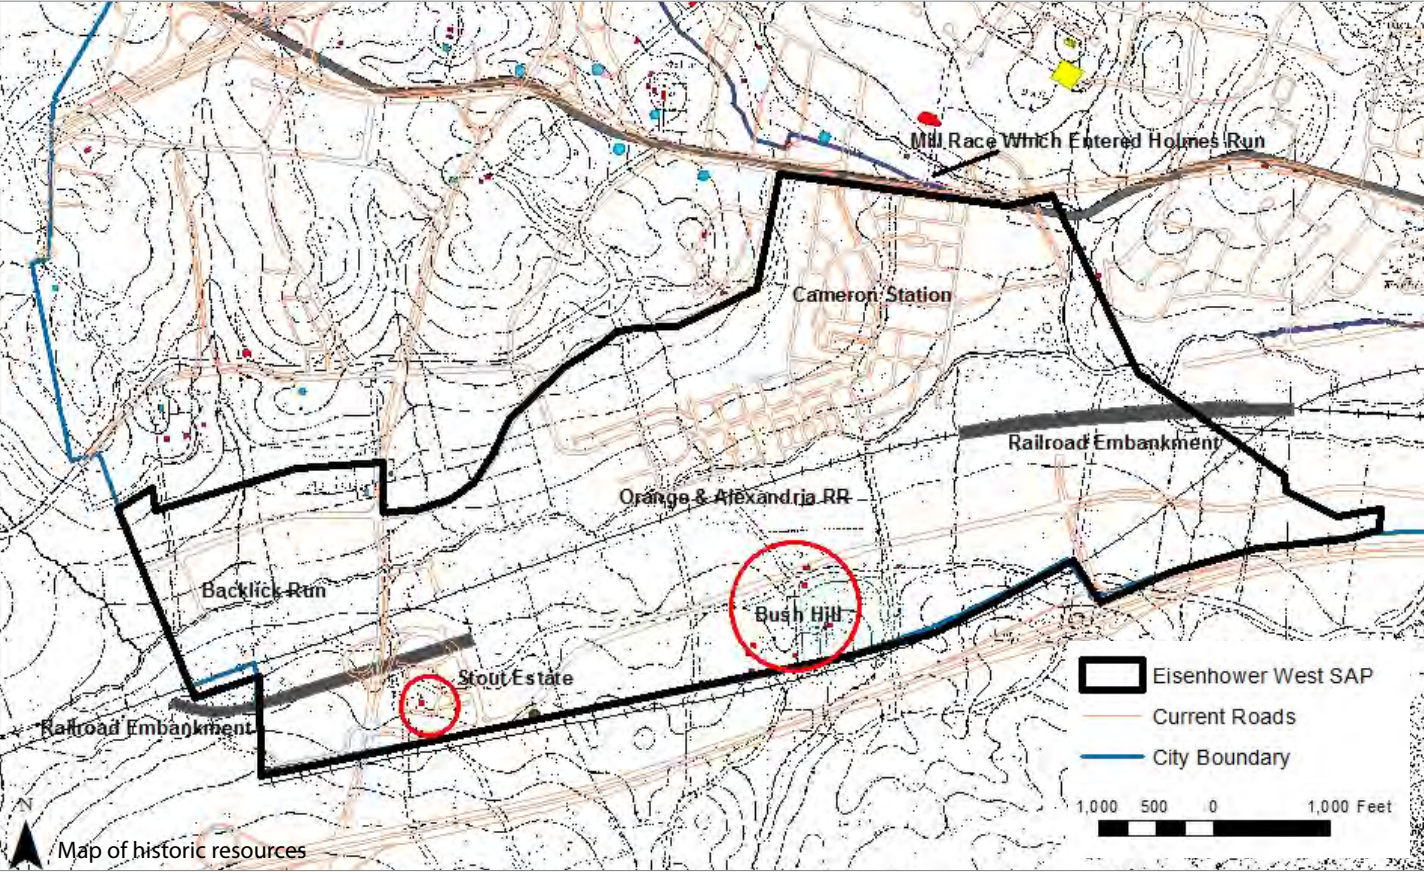 Mill Race Which Entered Holmes Run
Cameron Station
Railroad Embankment
Orange & Alexandria RR
Backlick Run
Bush Hill
Stout Estate
Railroad Embankment
Eisenhower West SAP
Current Roads
City Boundary
1,000 500 0 1,000 Feet
N
Map of historic resources